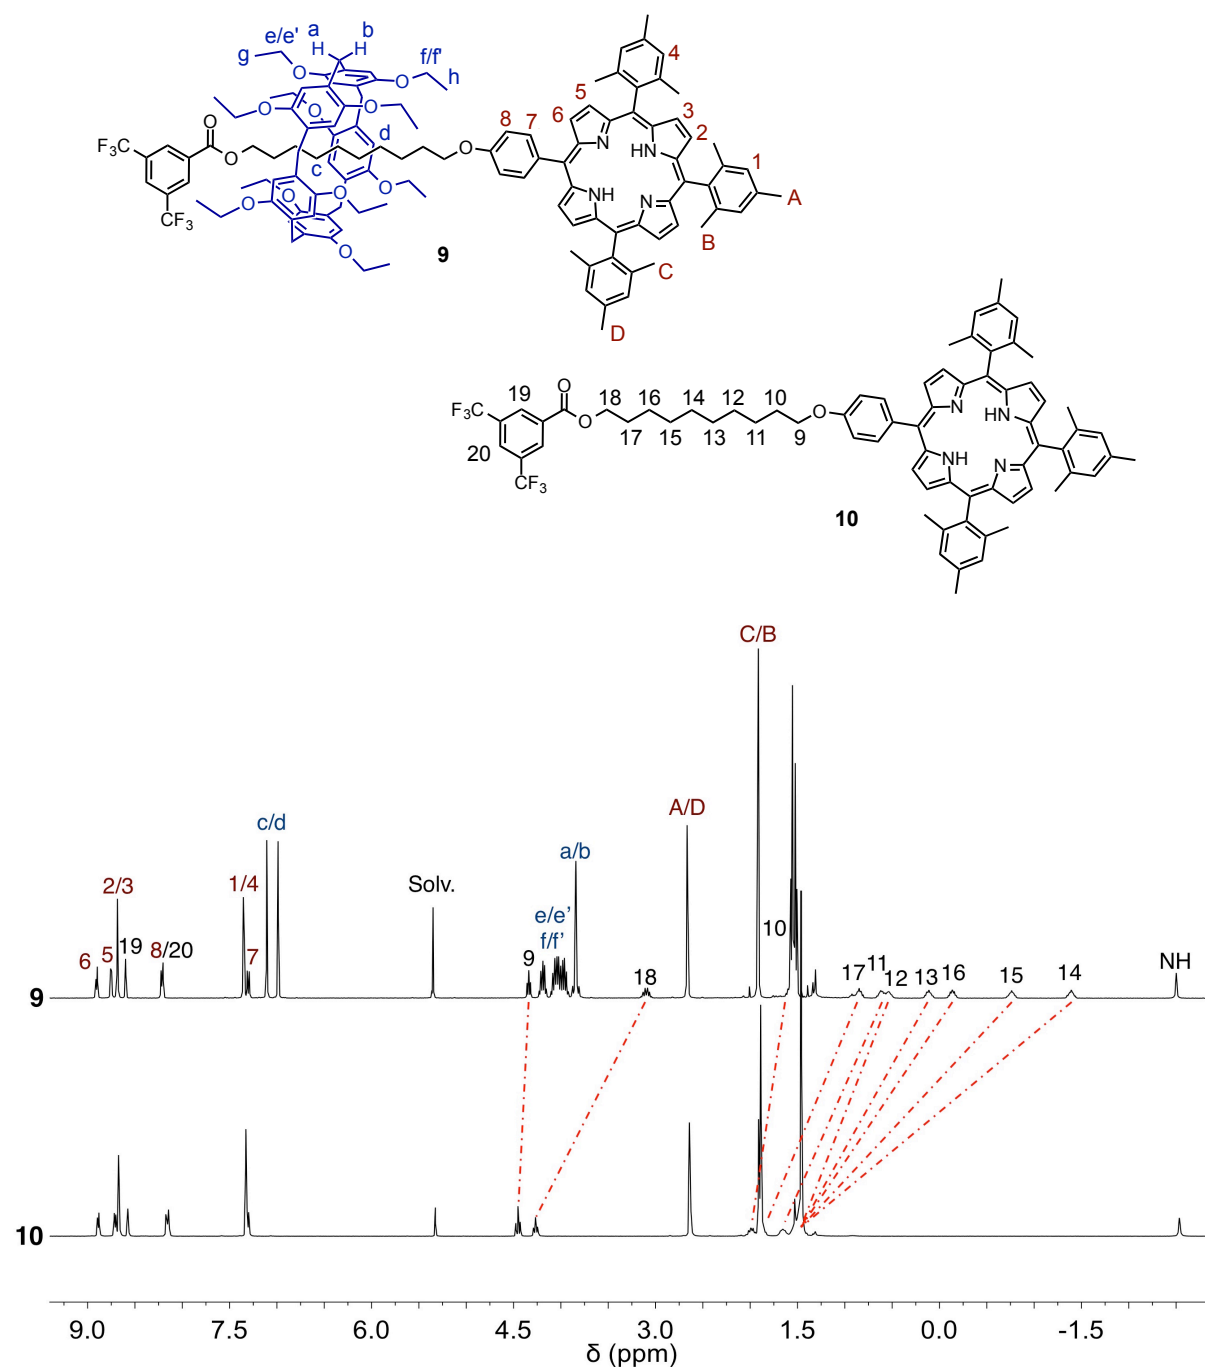 e/e' a b
g H H f/f'
h
O O
O O O O
d
F3C O
O
c
CF3
O O O
O O
O
8 7 O
4
5
6 3
2
N HN
NH N
1
A
B
C
D
9
F3C 19 O
O 18 16 14 12 10 O
17 15 13 11 9
20
CF3
N HN
NH N
10
C/B
A/D
c/d
a/b
1/4
Solv.
2/3
e/e’
f/f’
10
6 5 19 8/20 7 9 18 17 11 12 13 16 15 14 NH
9
10
9.0 7.5 6.0 4.5 3.0 1.5 0.0 -1.5
δ (ppm)